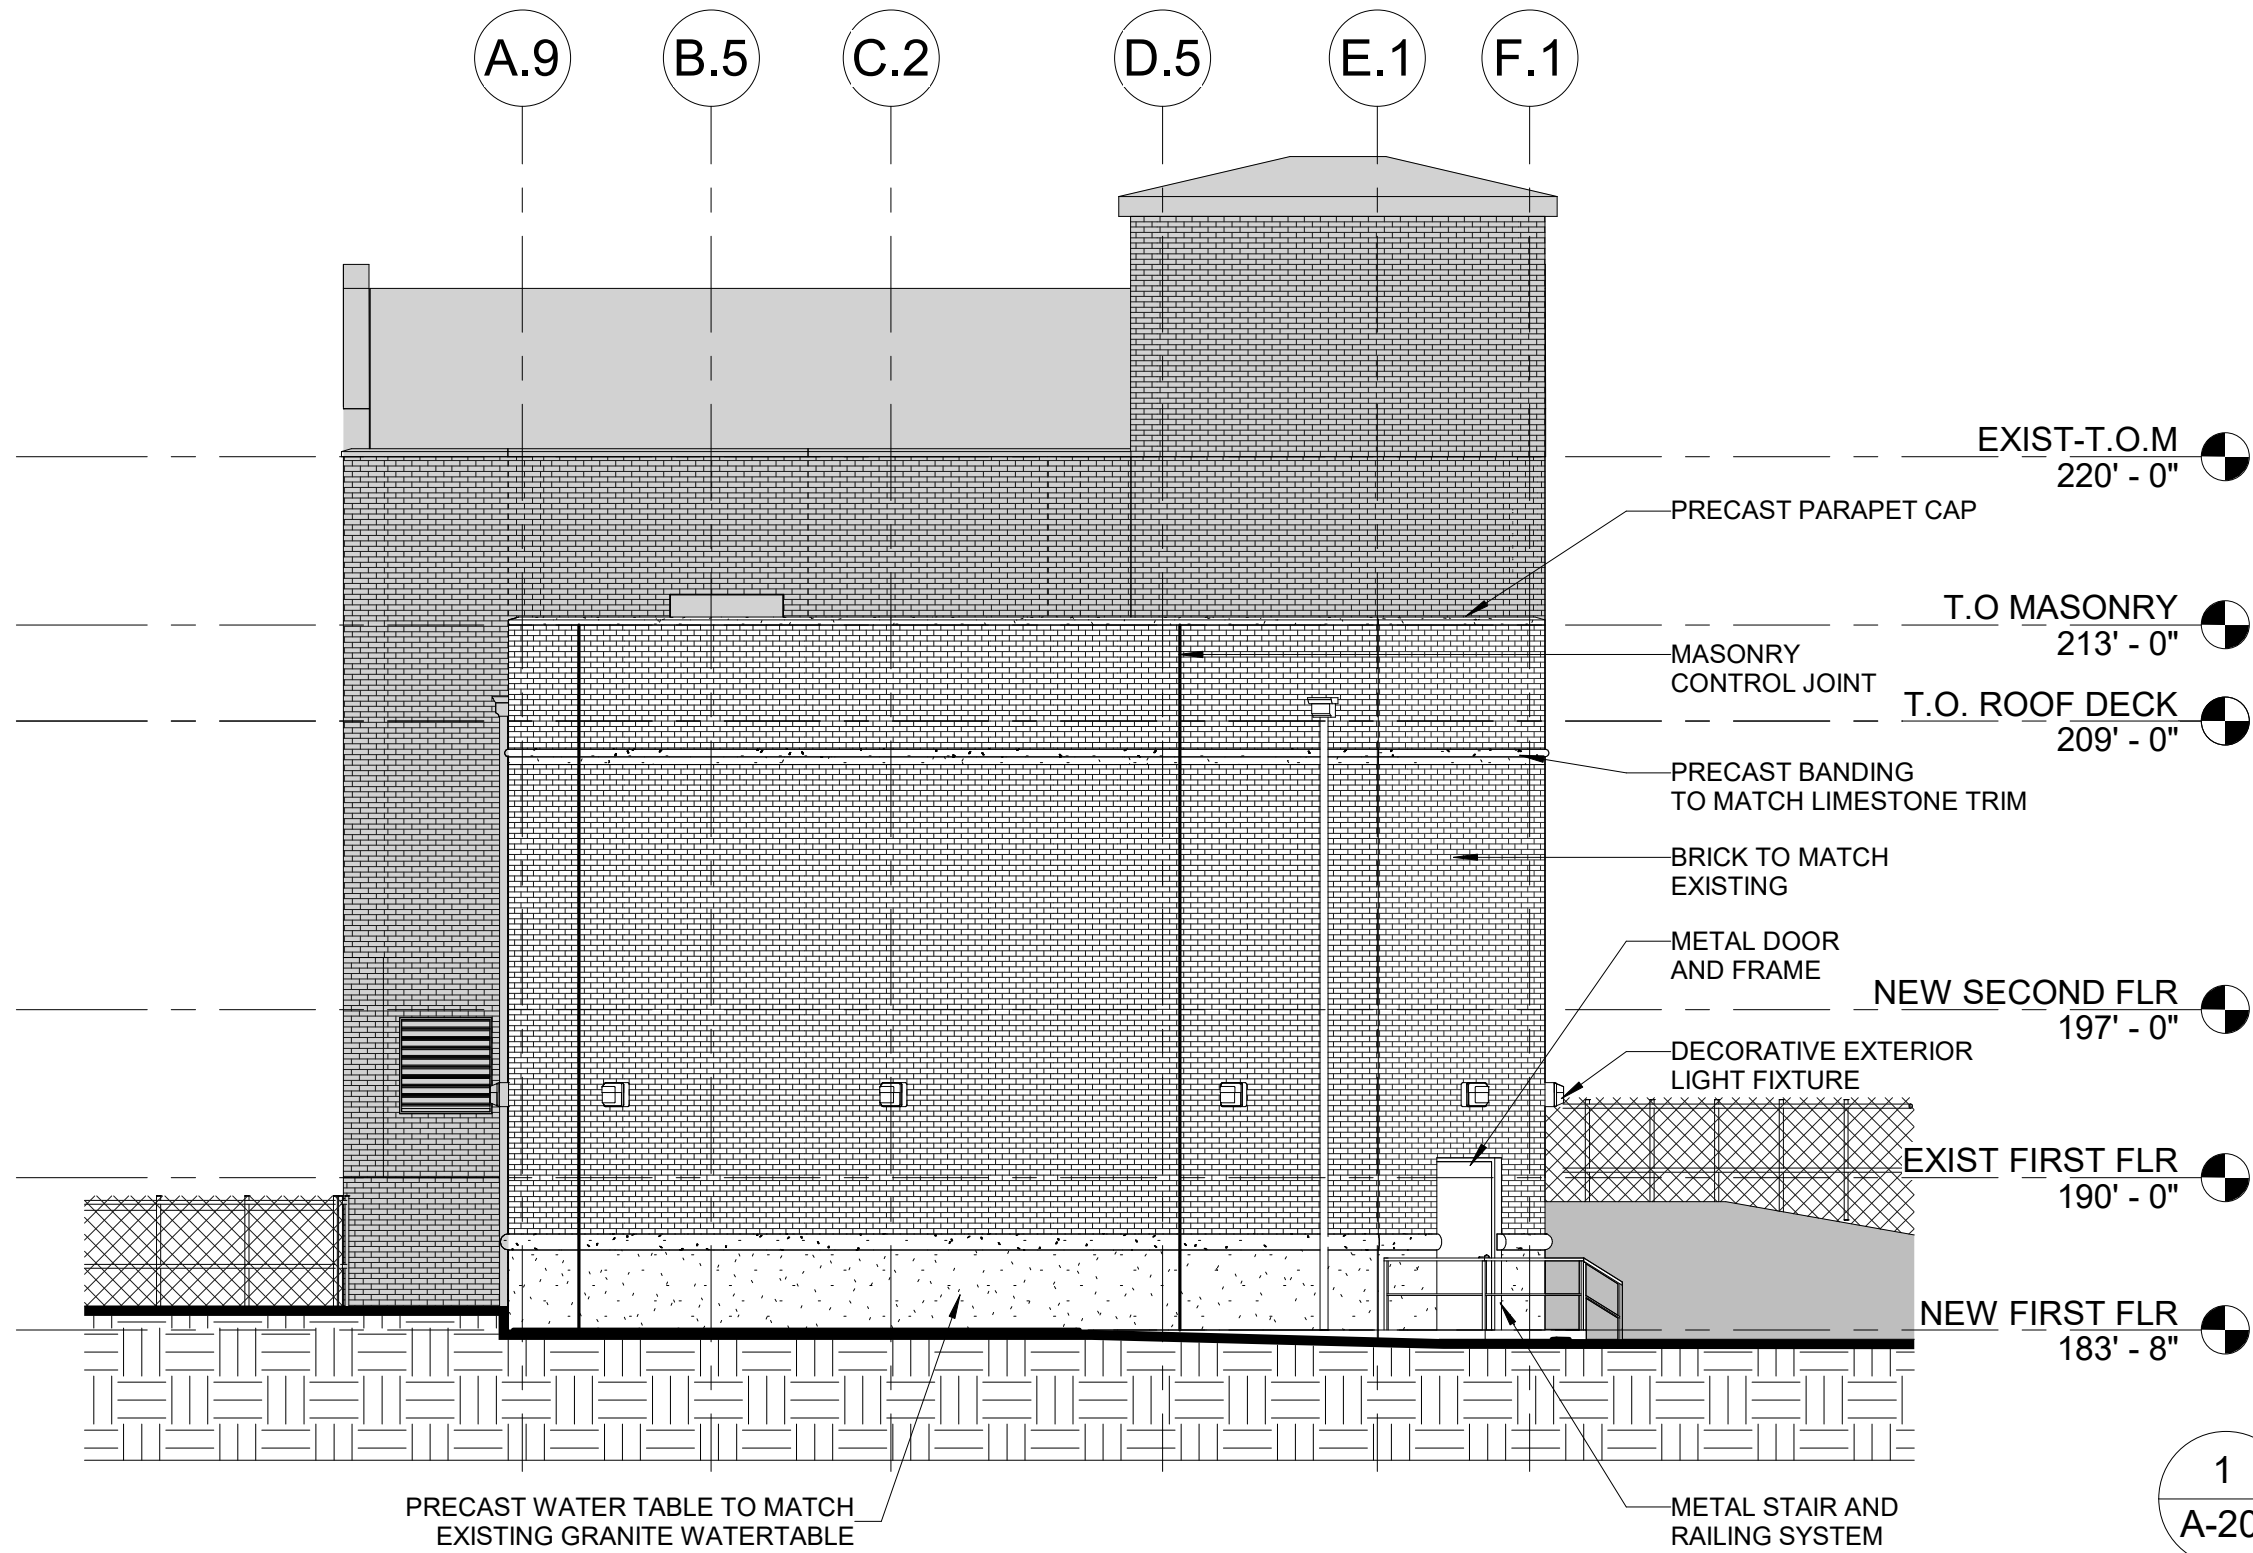 A.9
B.5
C.2
D.5
E.1
F.1
EXIST-T.O.M
220' - 0"
PRECAST PARAPET CAP
T.O MASONRY
213' - 0"
MASONRY
CONTROL JOINT
T.O. ROOF DECK
209' - 0"
PRECAST BANDING
TO MATCH LIMESTONE TRIM
BRICK TO MATCH
EXISTING
METAL DOOR
AND FRAME
NEW SECOND FLR
197' - 0"
DECORATIVE EXTERIOR
LIGHT FIXTURE
EXIST FIRST FLR
190' - 0"
NEW FIRST FLR
183' - 8"
PRECAST WATER TABLE TO MATCH
EXISTING GRANITE WATERTABLE
METAL STAIR AND
RAILING SYSTEM
1